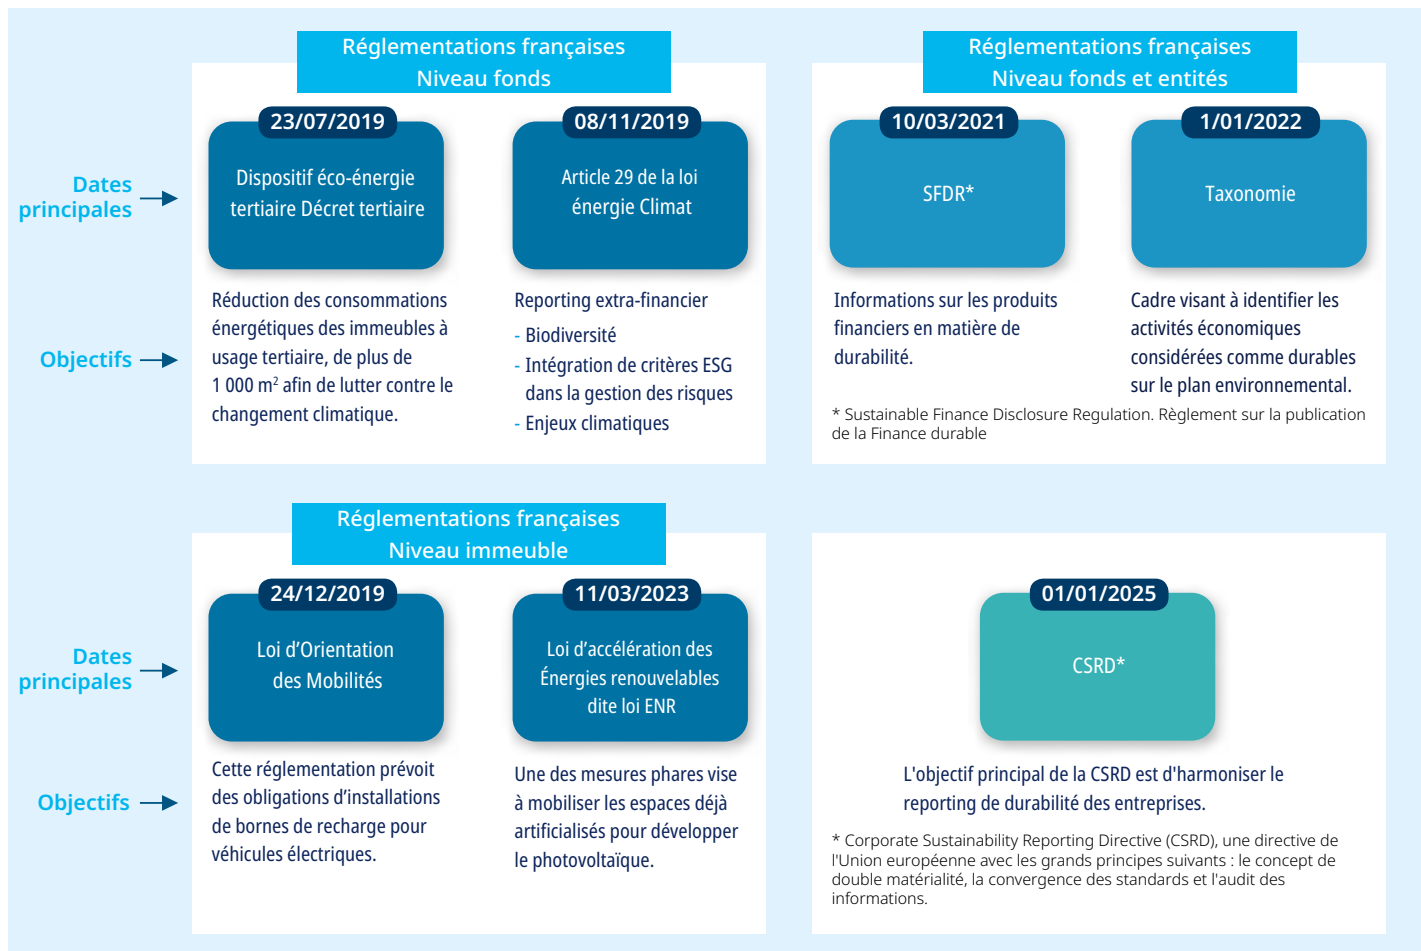 Réglementations françaises
Niveau fonds
Dates
principales
23/07/2019
Dispositif éco-énergie
tertiaire Décret tertiaire
08/11/2019
Article 29 de la loi
énergie Climat
Objectifs
Réduction des consommations
énergétiques des immeubles à
usage tertiaire, de plus de
1 000 m² afin de lutter contre le
changement climatique.
Reporting extra-financier
- Biodiversité
- Intégration de critères ESG
dans la gestion des risques
- Enjeux climatiques
Réglementations françaises
Niveau fonds et entités
10/03/2021
SFDR*
1/01/2022
Taxonomie
Informations sur les produits
financiers en matière de
durabilité.
Cadre visant à identifier les
activités économiques
considérées comme durables
sur le plan environnemental.
* Sustainable Finance Disclosure Regulation. Règlement sur la publication
de la Finance durable
Réglementations françaises
Niveau immeuble
Dates
principales
24/12/2019
Loi d’Orientation
des Mobilités
11/03/2023
Loi d’accélération des
Énergies renouvelables
dite loi ENR
Objectifs
Cette réglementation prévoit
des obligations d’installations
de bornes de recharge pour
véhicules électriques.
Une des mesures phares vise
à mobiliser les espaces déjà
artificialisés pour développer
le photovoltaïque.
01/01/2025
CSRD*
L'objectif principal de la CSRD est d'harmoniser le
reporting de durabilité des entreprises.
* Corporate Sustainability Reporting Directive (CSRD), une directive de
l'Union européenne avec les grands principes suivants : le concept de
double matérialité, la convergence des standards et l'audit des
informations.